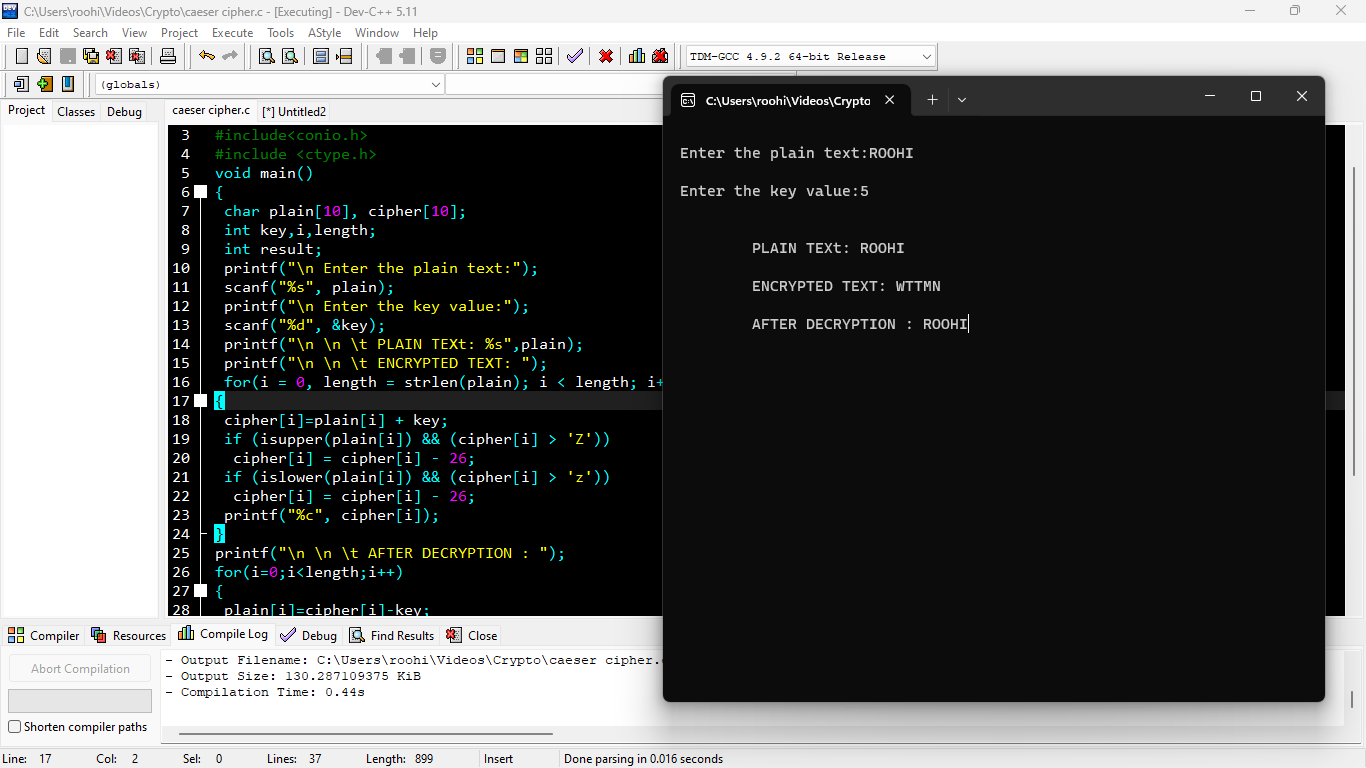 C:\Users\roohi\Videos\Crypto\caeser cipher.c - [Executing] - Dev-C++ 5.11
File Edit Search View Project Execute Tools AStyle Window Help
TDM-GCC 4.9.2 64-bit Release
(globals)
Project Classes Debug
caeser cipher.c [*] Untitled2
3 #include<conio.h>
4 #include <ctype.h>
5 void main()
6 {
7 char plain[10], cipher[10];
8 int key,i,length;
9 int result;
10 printf("\n Enter the plain text:");
11 scanf("%s", plain);
12 printf("\n Enter the key value:");
13 scanf("%d", &key);
14 printf("\n \n \t PLAIN TEXt: %s",plain);
15 printf("\n \n \t ENCRYPTED TEXT: ");
16 for(i = 0, length = strlen(plain); i < length; i+
17 {
18 cipher[i]=plain[i] + key;
19 if (isupper(plain[i]) && (cipher[i] > 'Z'))
20 cipher[i] = cipher[i] - 26;
21 if (islower(plain[i]) && (cipher[i] > 'z'))
22 cipher[i] = cipher[i] - 26;
23 printf("%c", cipher[i]);
24 }
25 printf("\n \n \t AFTER DECRYPTION : ");
26 for(i=0;i<length;i++)
27 {
28 plain[i]=cipher[i]-key;
C:\Users\roohi\Videos\Crypto
Enter the plain text:ROOHI
Enter the key value:5
PLAIN TEXt: ROOHI
ENCRYPTED TEXT: WTTMN
AFTER DECRYPTION : ROOHI
Compiler Resources Compile Log Debug Find Results Close
Abort Compilation
Shorten compiler paths
- Output Filename: C:\Users\roohi\Videos\Crypto\caeser cipher.
- Output Size: 130.287109375 KiB
- Compilation Time: 0.44s
Line: 17 Col: 2 Sel: 0 Lines: 37 Length: 899 Insert Done parsing in 0.016 seconds